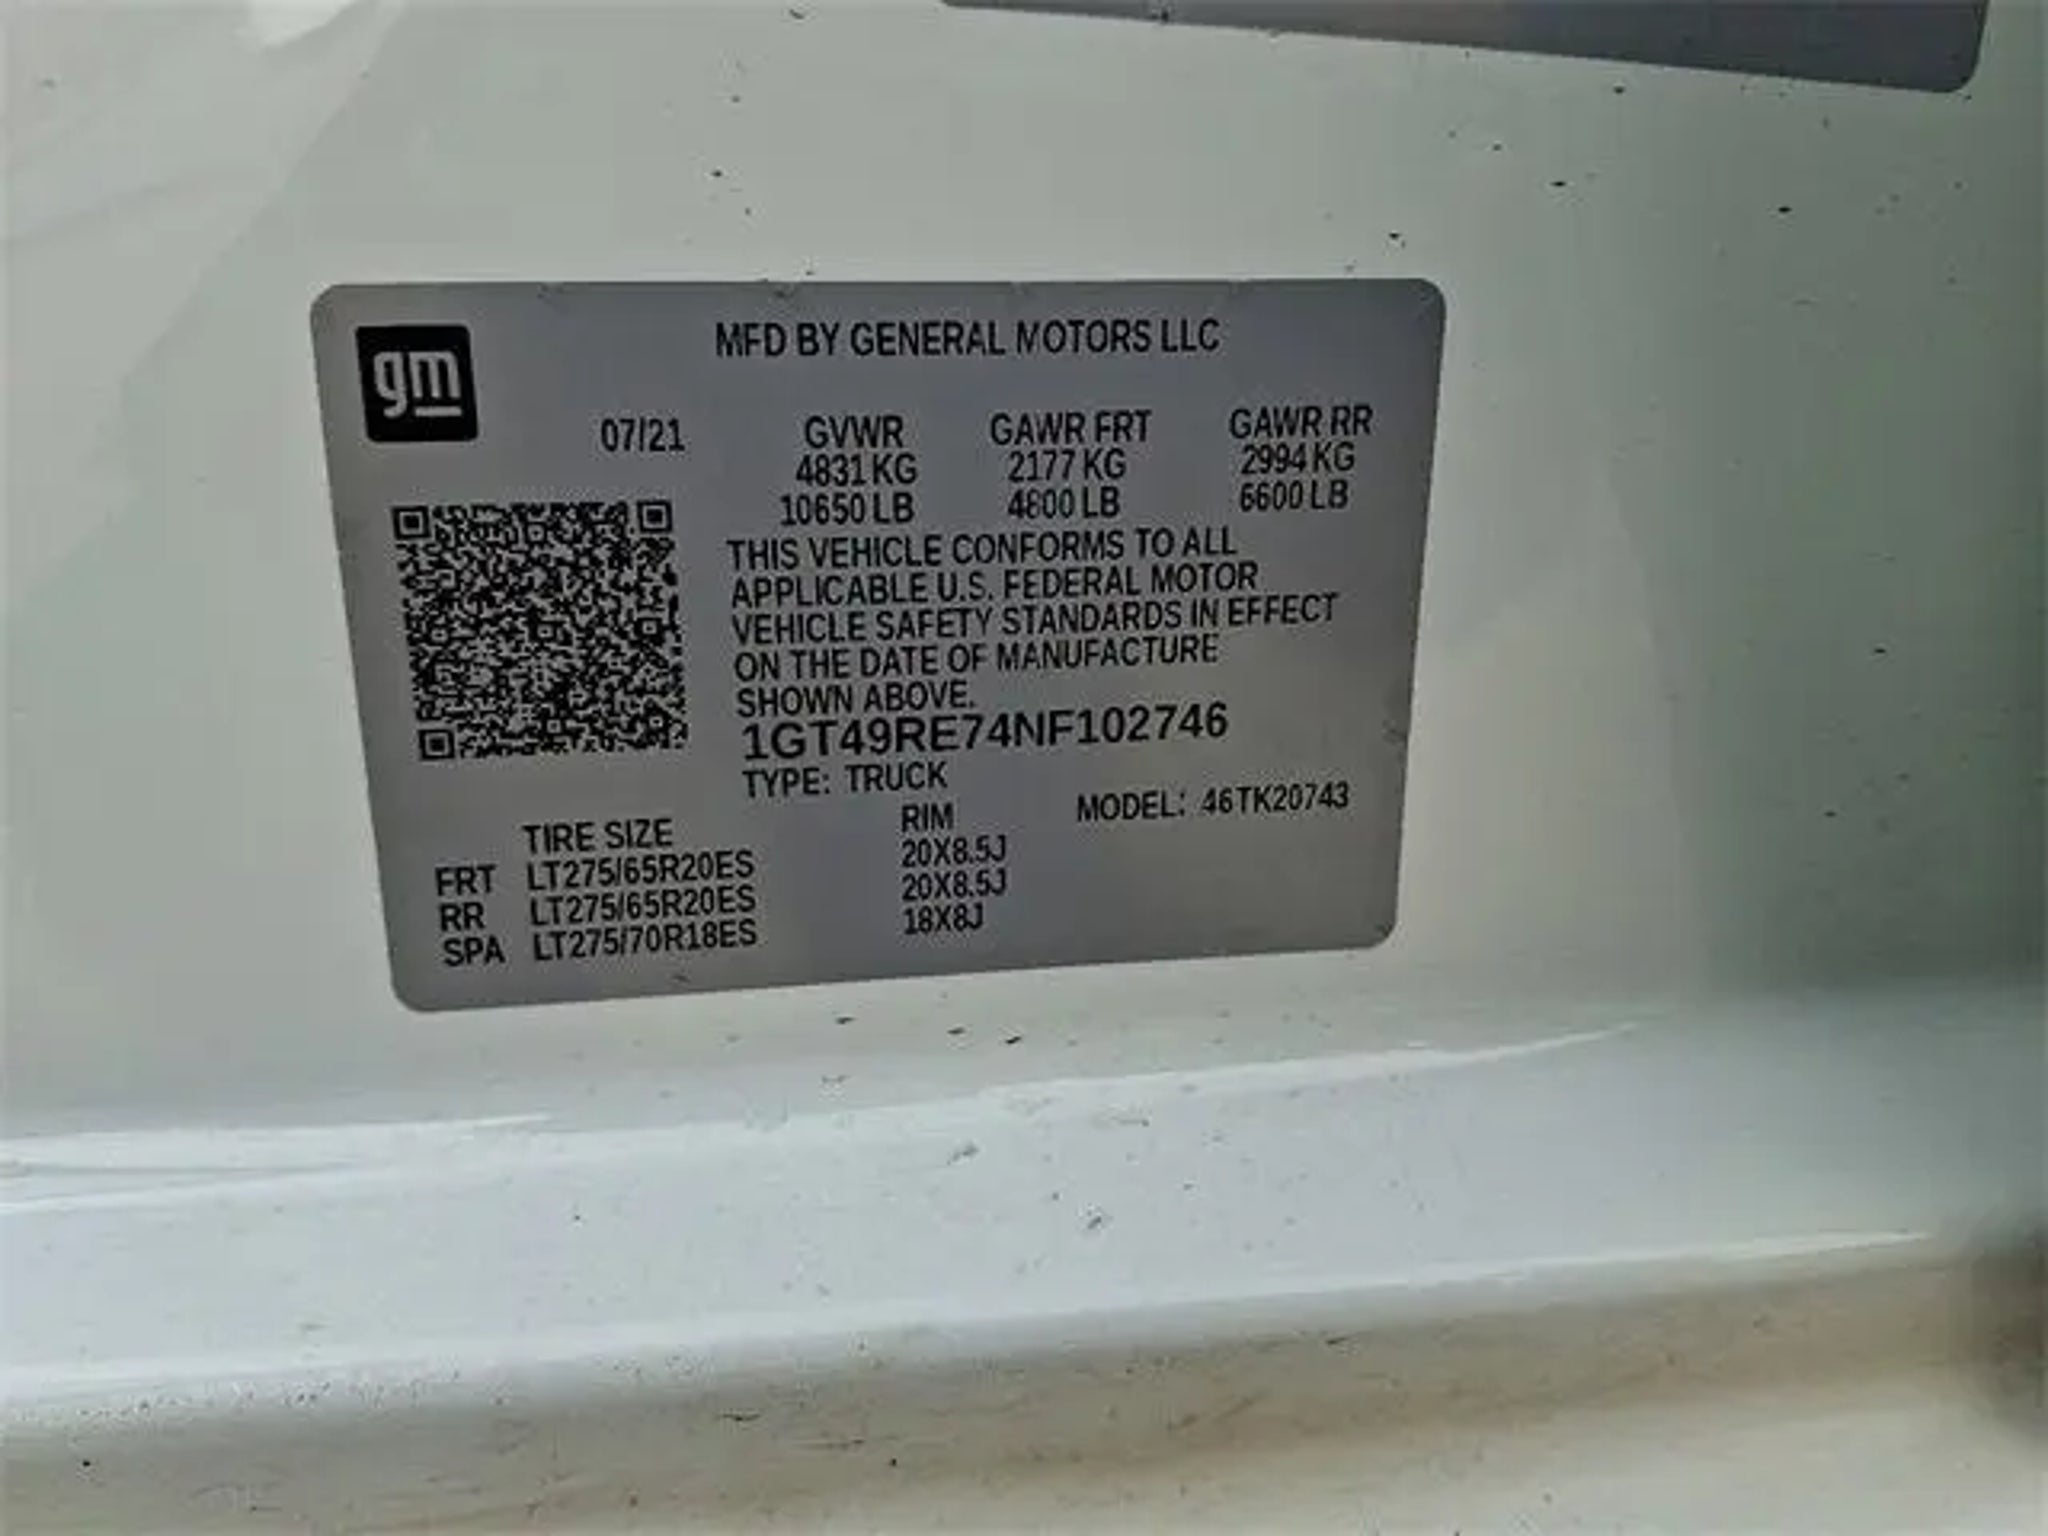 gm
MFD BY GENERAL MOTORS LLC
07/21 GVWR GAWR FRT GAWR RR
4831 KG 2177 KG 2994 KG
10650 LB 4800 LB 6600 LB
THIS VEHICLE CONFORMS TO ALL
APPLICABLE U.S. FEDERAL MOTOR
VEHICLE SAFETY STANDARDS IN EFFECT
ON THE DATE OF MANUFACTURE
SHOWN ABOVE.
1GT49RE74NF102746
TYPE: TRUCK
MODEL: 46TK20743
TIRE SIZE RIM
FRT LT275/65R20ES 20X8.5J
RR LT275/65R20ES 20X8.5J
SPA LT275/70R18ES 18X8J